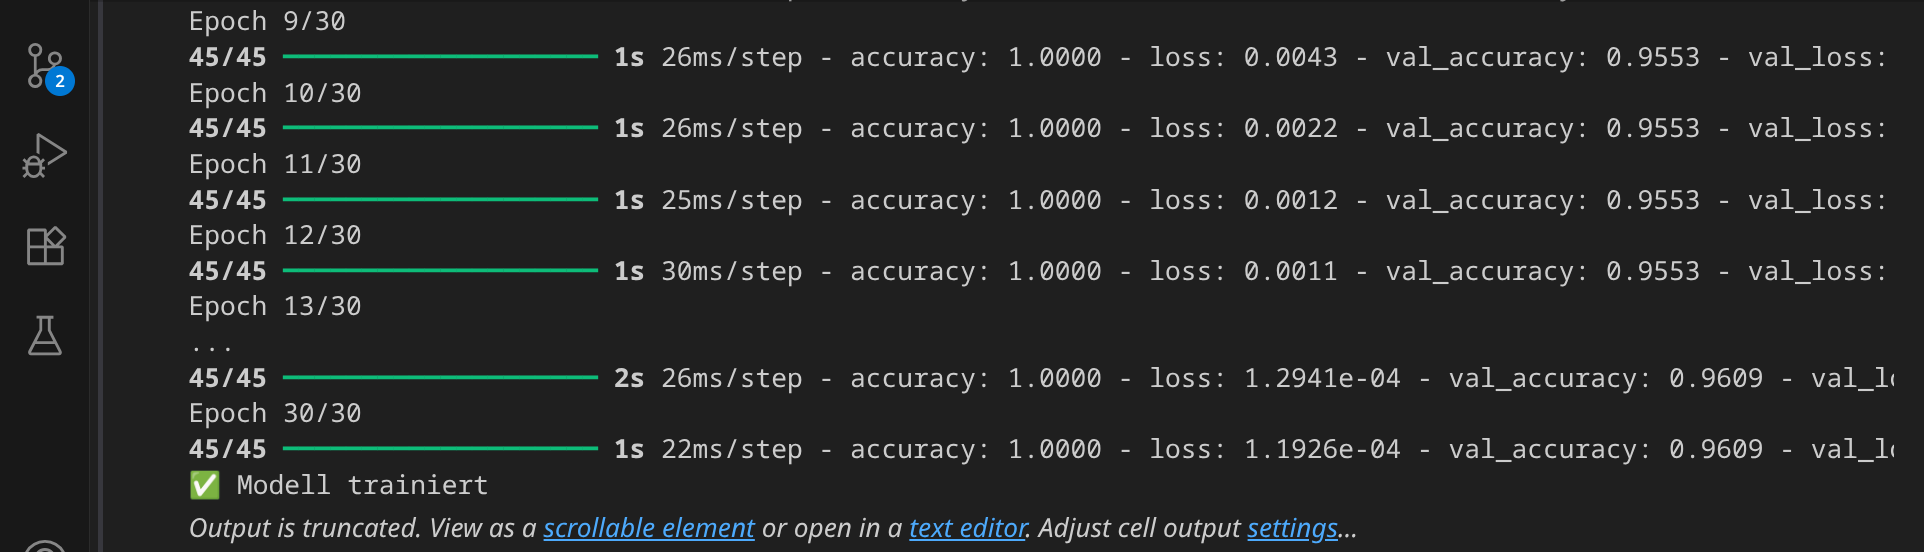 Epoch 9/30
45/45 ━━━━━━━━━━━━━━━━━━━━ 1s 26ms/step - accuracy: 1.0000 - loss: 0.0043 - val_accuracy: 0.9553 - val_loss:
Epoch 10/30
45/45 ━━━━━━━━━━━━━━━━━━━━ 1s 26ms/step - accuracy: 1.0000 - loss: 0.0022 - val_accuracy: 0.9553 - val_loss:
Epoch 11/30
45/45 ━━━━━━━━━━━━━━━━━━━━ 1s 25ms/step - accuracy: 1.0000 - loss: 0.0012 - val_accuracy: 0.9553 - val_loss:
Epoch 12/30
45/45 ━━━━━━━━━━━━━━━━━━━━ 1s 30ms/step - accuracy: 1.0000 - loss: 0.0011 - val_accuracy: 0.9553 - val_loss:
Epoch 13/30
...
45/45 ━━━━━━━━━━━━━━━━━━━━ 2s 26ms/step - accuracy: 1.0000 - loss: 1.2941e-04 - val_accuracy: 0.9609 - val_lo
Epoch 30/30
45/45 ━━━━━━━━━━━━━━━━━━━━ 1s 22ms/step - accuracy: 1.0000 - loss: 1.1926e-04 - val_accuracy: 0.9609 - val_lo
✅ Modell trainiert
Output is truncated. View as a scrollable element or open in a text editor. Adjust cell output settings...
2